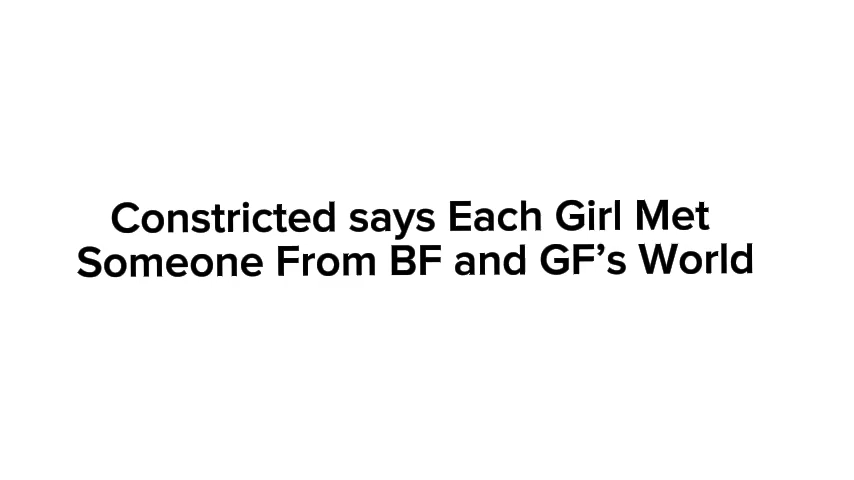 Constricted says Each Girl Met
Someone From BF and GF’s World